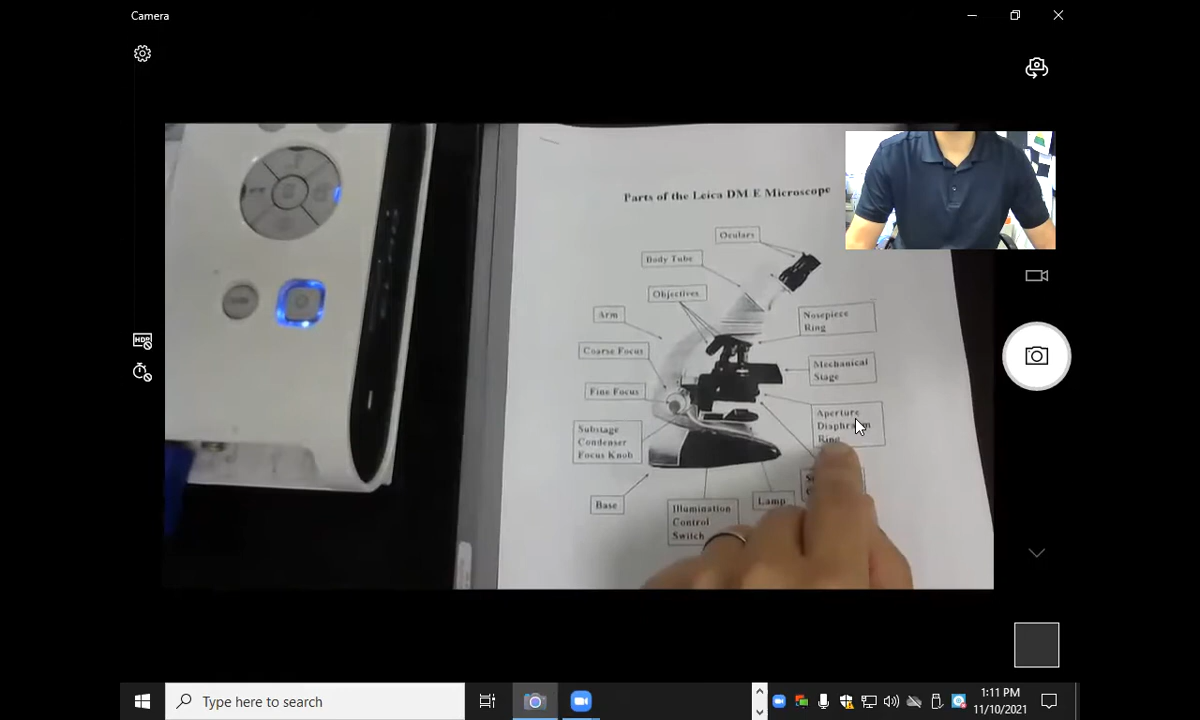 Camera
Parts of the Leica DM E Microscope
Oculars
Body Tube
Objectives
Arm
Nosepiece
Ring
Coarse Focus
Mechanical
Stage
Fine Focus
Aperture
Diaphragm
Ring
Substage
Condenser
Focus Knob
Base
Lamp
Illumination
Control
Switch
HDR
Type here to search
1:11 PM
11/10/2021